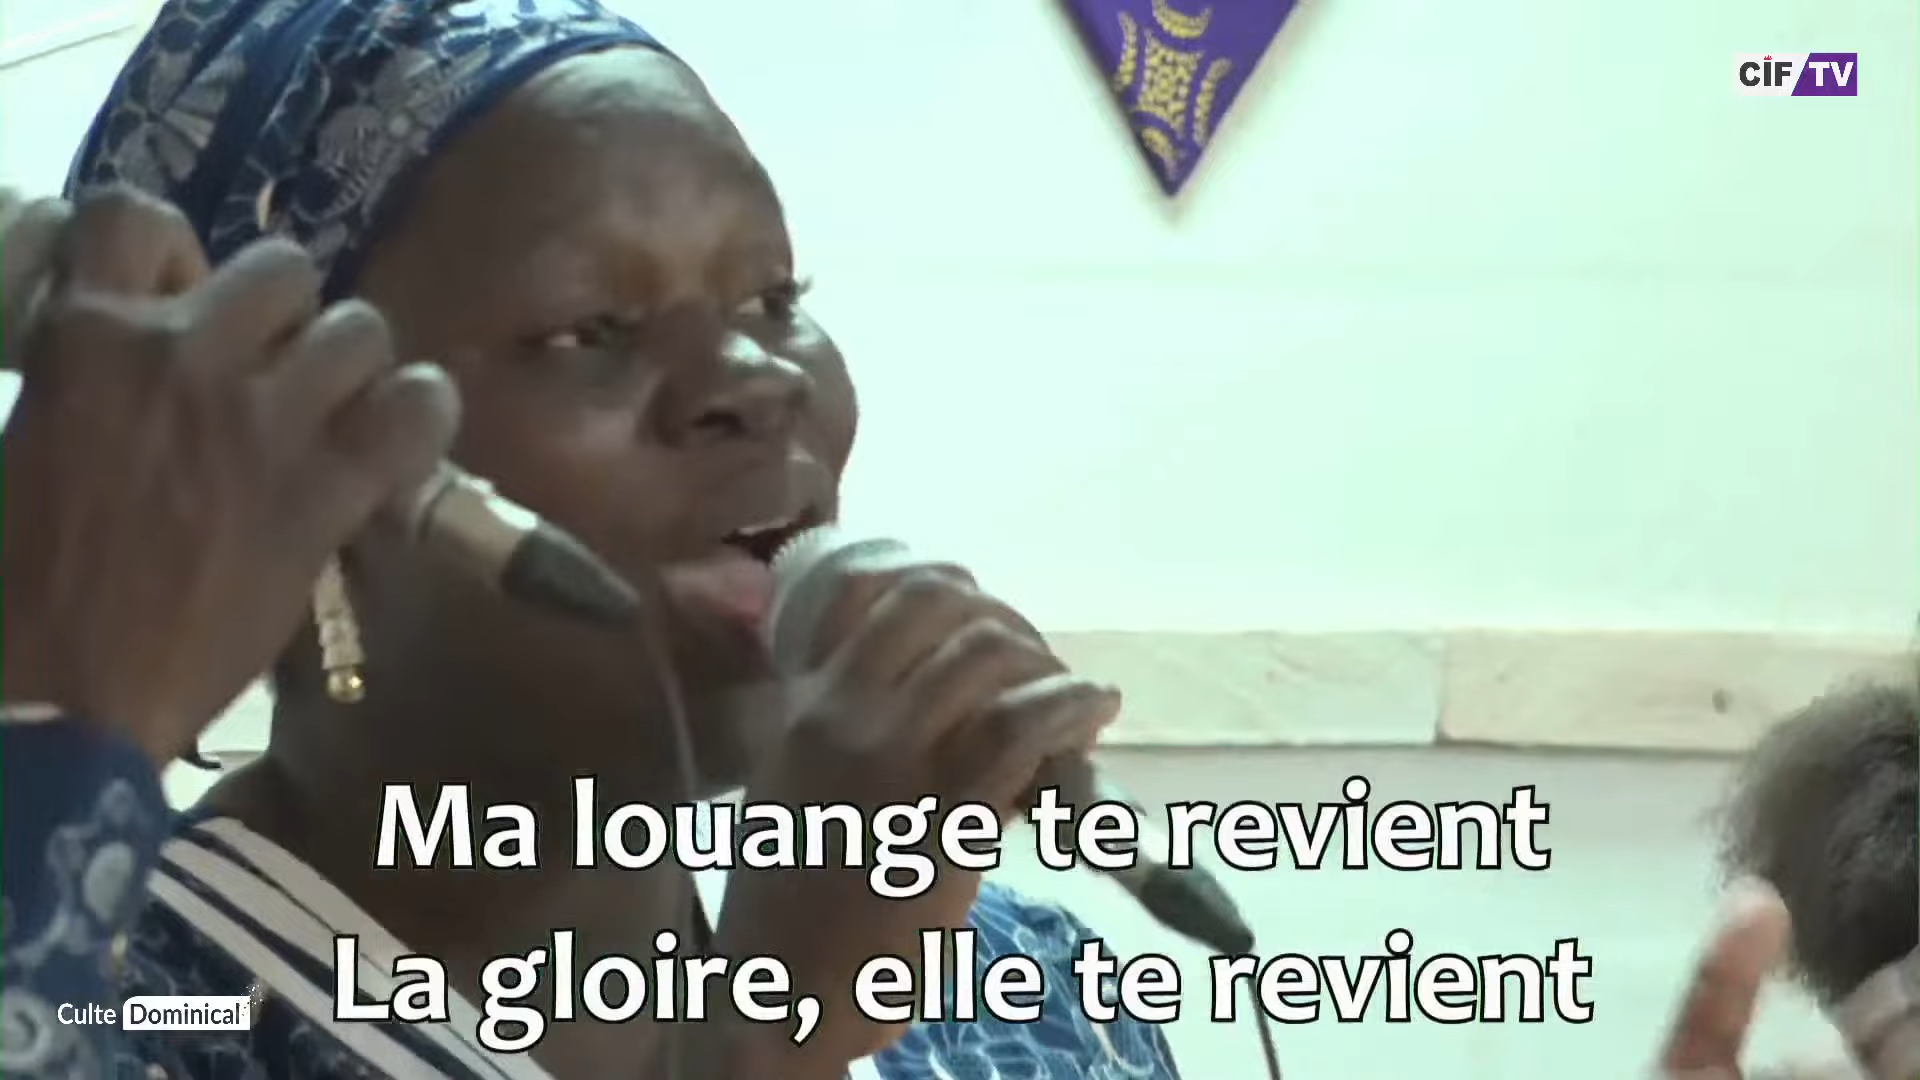 CIF/TV
Ma louange te revient
La gloire, elle te revient
Culte Dominical